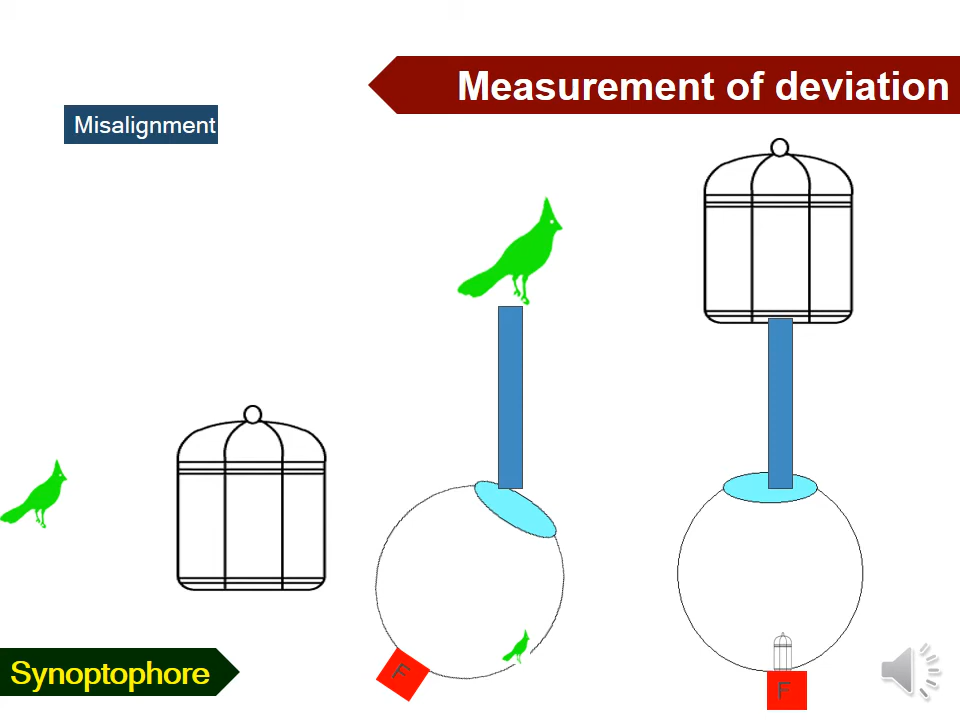 Measurement of deviation
Misalignment
F
F
Synoptophore